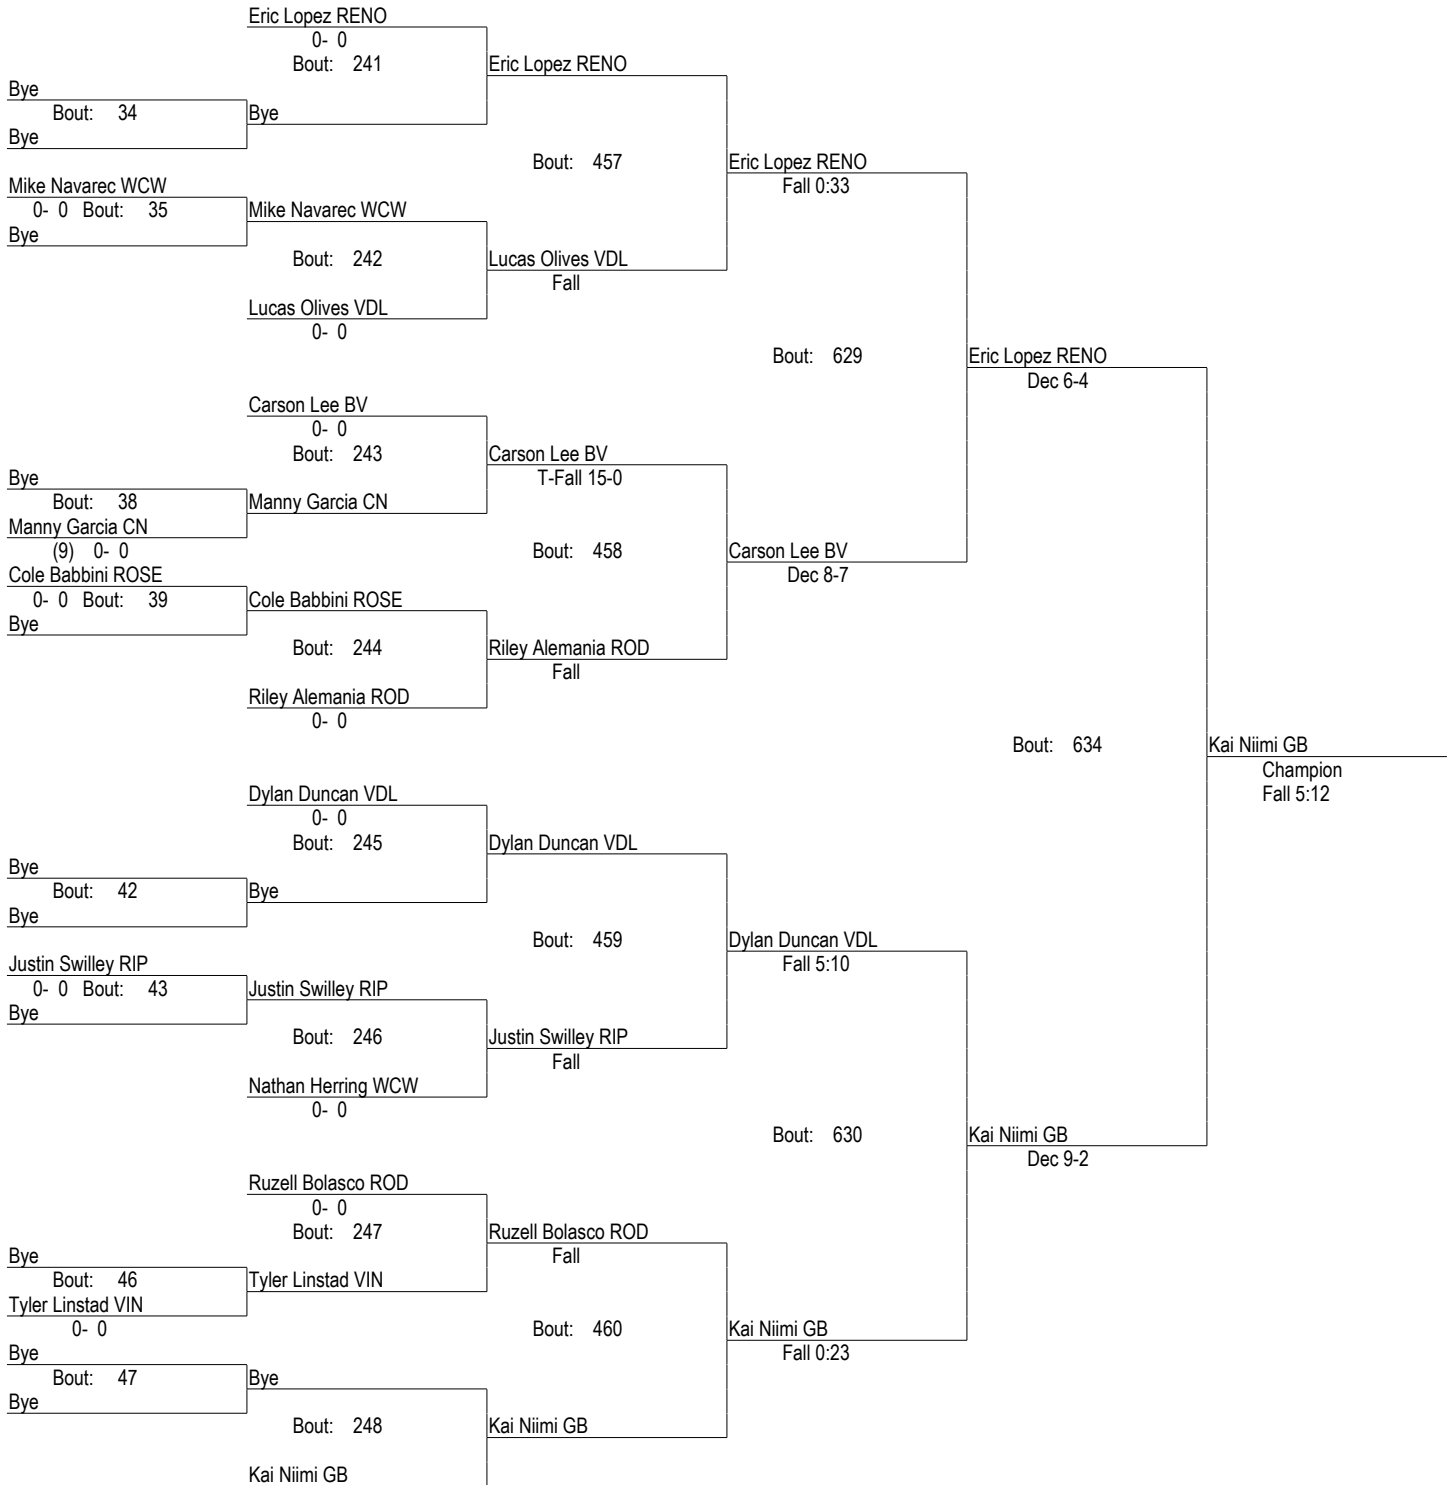 Eric Lopez RENO
0- 0
Bout: 241
Eric Lopez RENO
Bye
Bout: 34
Bye
Bye
Bout: 457
Eric Lopez RENO
Fall 0:33
Mike Navarec WCW
0- 0 Bout: 35
Mike Navarec WCW
Bye
Bout: 242
Lucas Olives VDL
Fall
Lucas Olives VDL
0- 0
Bout: 629
Eric Lopez RENO
Dec 6-4
Carson Lee BV
0- 0
Bout: 243
Carson Lee BV
T-Fall 15-0
Bye
Bout: 38
Manny Garcia CN
Manny Garcia CN
(9) 0- 0
Bout: 458
Carson Lee BV
Dec 8-7
Cole Babbini ROSE
0- 0 Bout: 39
Cole Babbini ROSE
Bye
Bout: 244
Riley Alemania ROD
Fall
Riley Alemania ROD
0- 0
Bout: 634
Kai Niimi GB
Champion
Fall 5:12
Dylan Duncan VDL
0- 0
Bout: 245
Dylan Duncan VDL
Bye
Bout: 42
Bye
Bye
Bout: 459
Dylan Duncan VDL
Fall 5:10
Justin Swilley RIP
0- 0 Bout: 43
Justin Swilley RIP
Bye
Bout: 246
Justin Swilley RIP
Fall
Nathan Herring WCW
0- 0
Bout: 630
Kai Niimi GB
Dec 9-2
Ruzell Bolasco ROD
0- 0
Bout: 247
Ruzell Bolasco ROD
Fall
Bye
Bout: 46
Tyler Linstad VIN
Tyler Linstad VIN
0- 0
Bout: 460
Kai Niimi GB
Fall 0:23
Bye
Bout: 47
Bye
Bye
Bout: 248
Kai Niimi GB
Kai Niimi GB